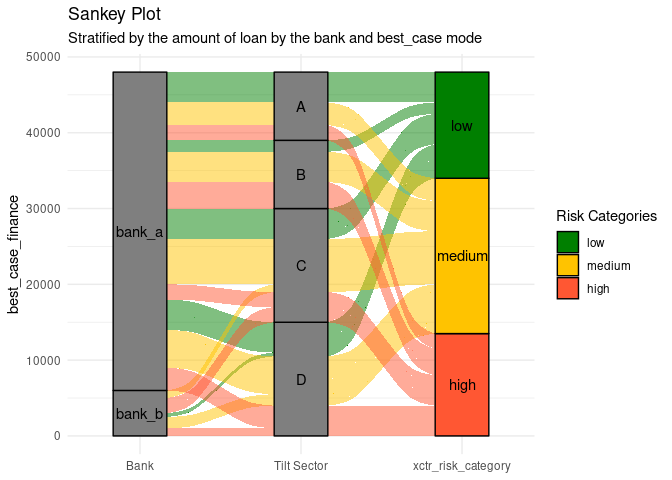 Sankey Plot
Stratified by the amount of loan by the bank and best_case mode
50000
40000
30000
20000
10000
0
best_case_finance
bank_a
bank_b
A
B
C
D
low
medium
high
Bank
Tilt Sector
xctr_risk_category
Risk Categories
low
medium
high